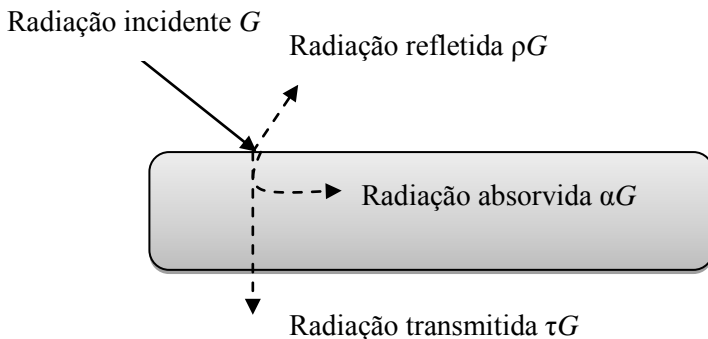 Radiação incidente G
Radiação refletida ρG
Radiação absorvida αG
Radiação transmitida τG